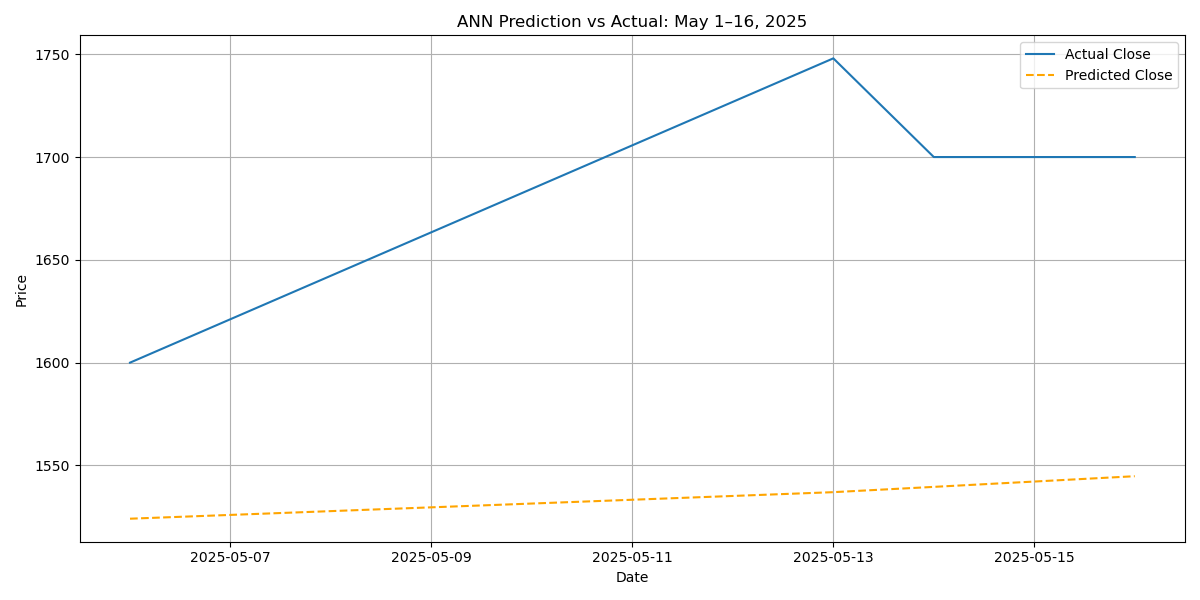 ANN Prediction vs Actual: May 1–16, 2025
Actual Close
Predicted Close
Price
1750
1700
1650
1600
1550
2025-05-07
2025-05-09
2025-05-11
2025-05-13
2025-05-15
Date